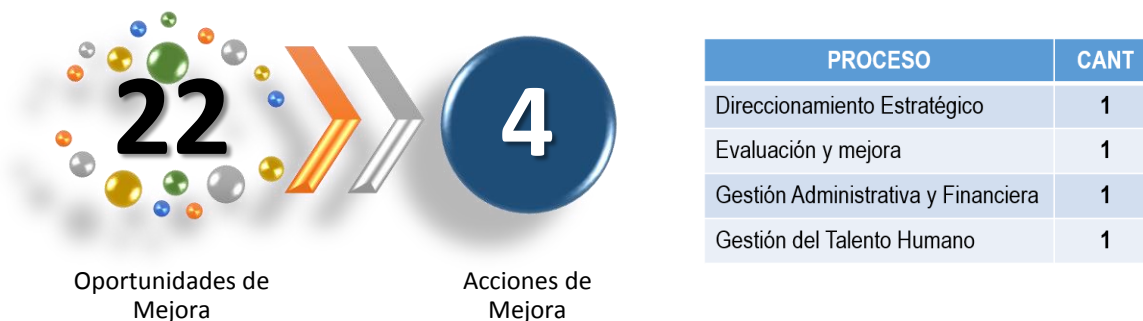 22
4
Oportunidades de
Mejora
Acciones de
Mejora
PROCESO CANT
Direccionamiento Estratégico 1
Evaluación y mejora 1
Gestión Administrativa y Financiera 1
Gestión del Talento Humano 1